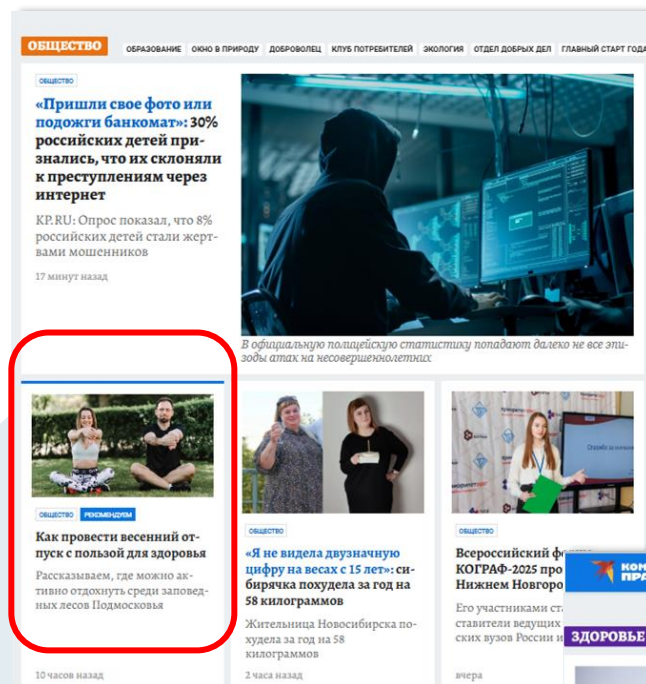 ОБЩЕСТВО
ОБРАЗОВАНИЕ ОКНО В ПРИРОДУ ДОБРОВОЛЕЦ КЛУБ ПОТРЕБИТЕЛЕЙ ЭКОЛОГИЯ ОТДЕЛ ДОБРЫХ ДЕЛ ГЛАВНЫЙ СТАРТ ГОДА
ОБЩЕСТВО
«Пришли свое фото или
подожги банкомат»: 30%
российских детей при-
знались, что их склоняли
к преступлениям через
интернет
KP.RU: Опрос показал, что 8%
российских детей стали жерт-
вами мошенников
17 минут назад
В официальную полицейскую статистику попадают далеко не все эпи-
зоды атак на несовершеннолетних
ОБЩЕСТВО РЕКОМЕНДУЕМ
Как провести весенний от-
пуск с пользой для здоровья
Рассказываем, где можно ак-
тивно отдохнуть среди заповед-
ных лесов Подмосковья
10 часов назад
ОБЩЕСТВО
«Я не видела двузначную
цифру на весах с 15 лет»: си-
бирячка похудела за год на
58 килограммов
Жительница Новосибирска по-
худела за год на 58
килограммов
2 часа назад
ОБЩЕСТВО
Всероссийский
КОГРАФ-2025 про
Нижнем Новгоро
Его участниками ста
ставители ведущих
ских вузов России и
вчера
ЗДОРОВЬЕ